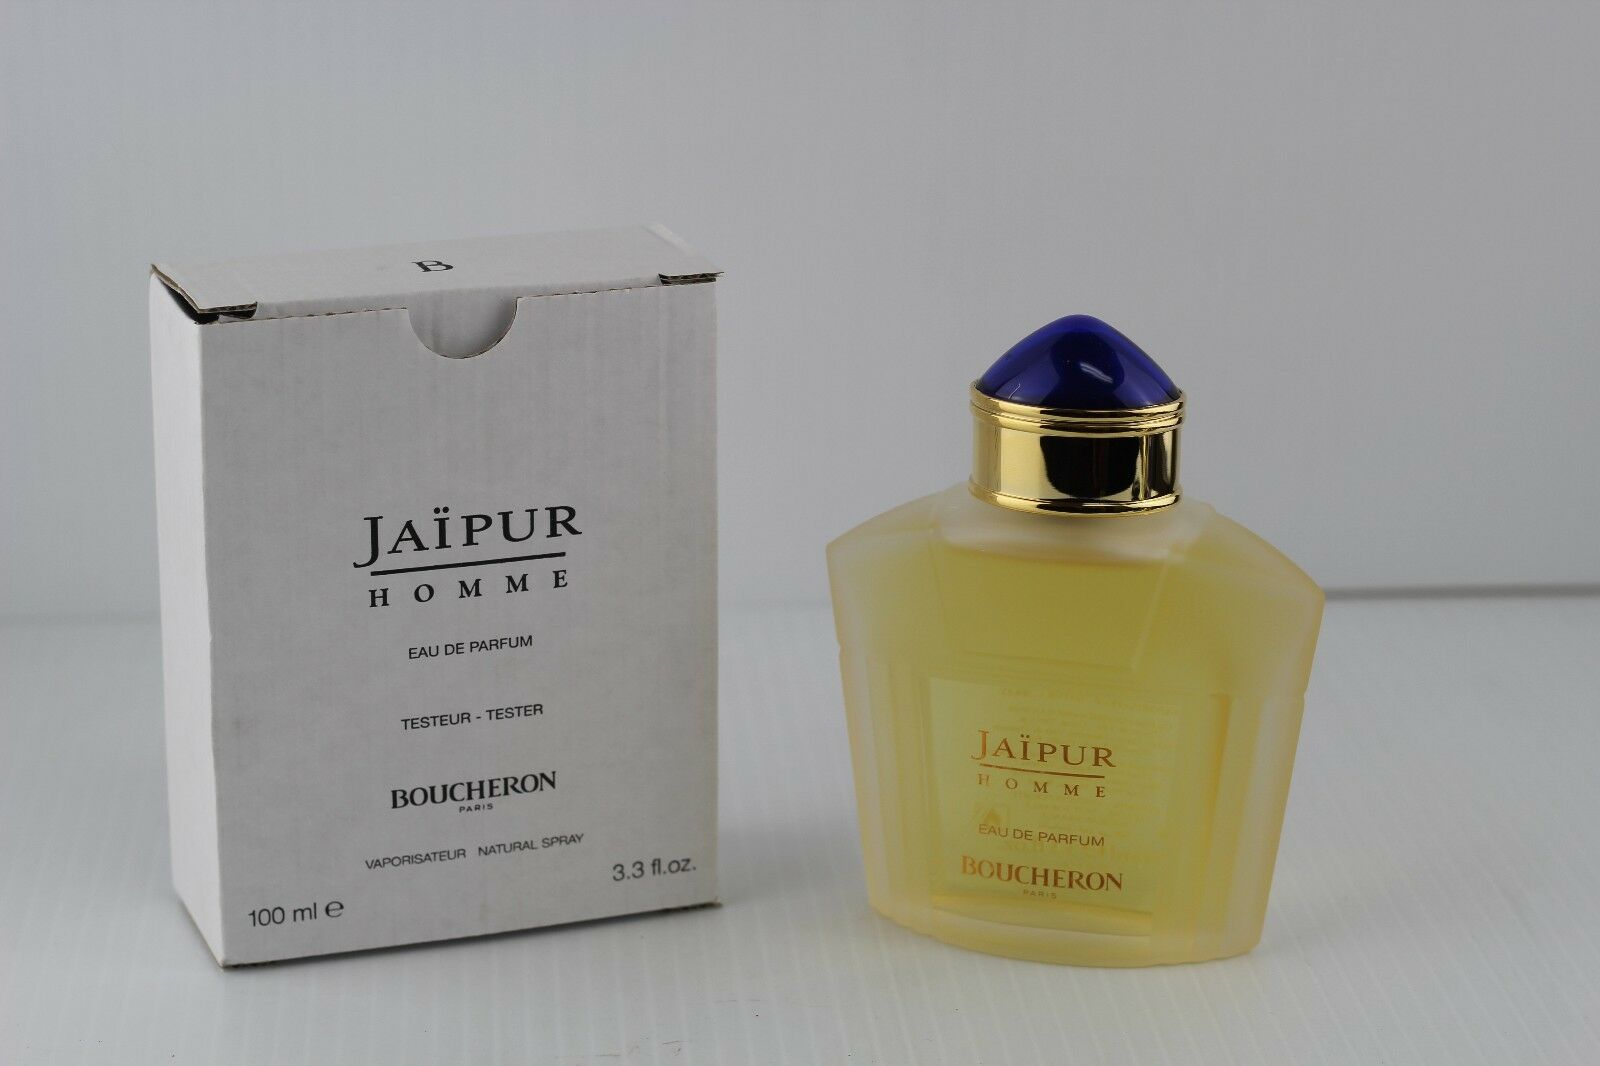 B
JAÏPUR
HOMME
EAU DE PARFUM
TESTEUR - TESTER
BOUCHERON
PARIS
VAPORISATEUR NATURAL SPRAY
100 ml ℮
3.3 fl.oz.
JAÏPUR
HOMME
EAU DE PARFUM
BOUCHERON
PARIS